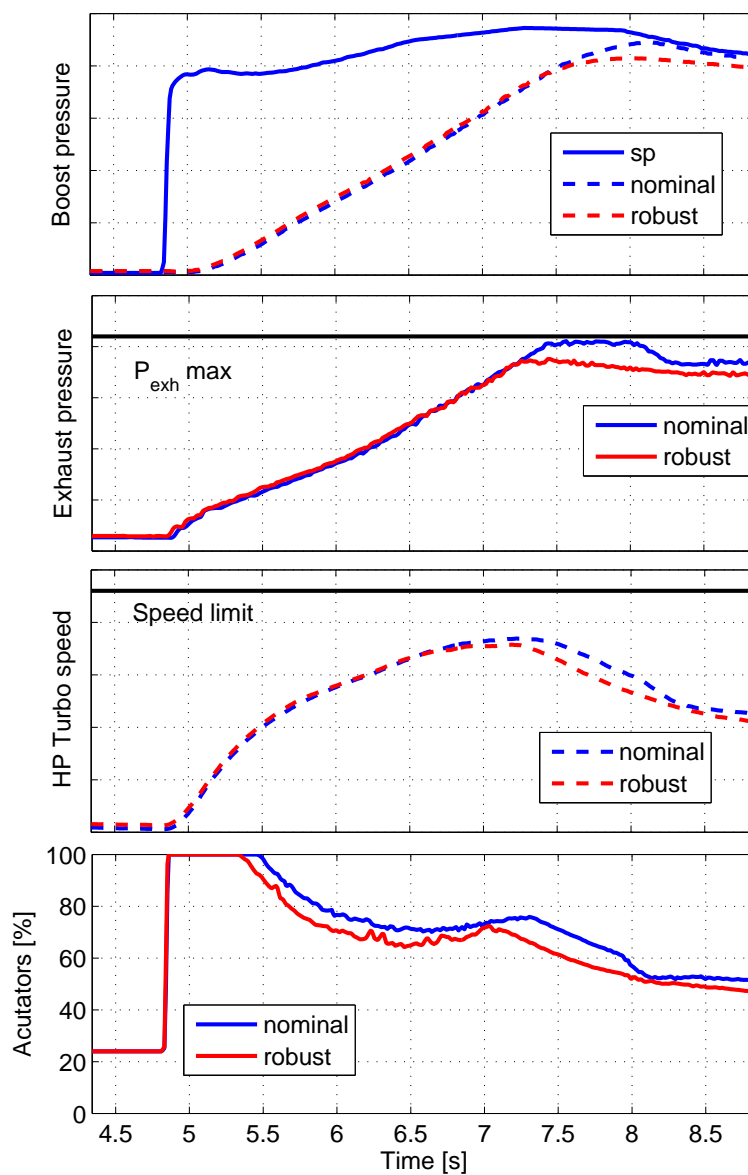 Boost pressure
sp
nominal
robust
Exhaust pressure
P_exh max
nominal
robust
HP Turbo speed
Speed limit
nominal
robust
Acutators [%]
100
80
60
40
20
0
nominal
robust
4.5 5 5.5 6 6.5 7 7.5 8 8.5
Time [s]